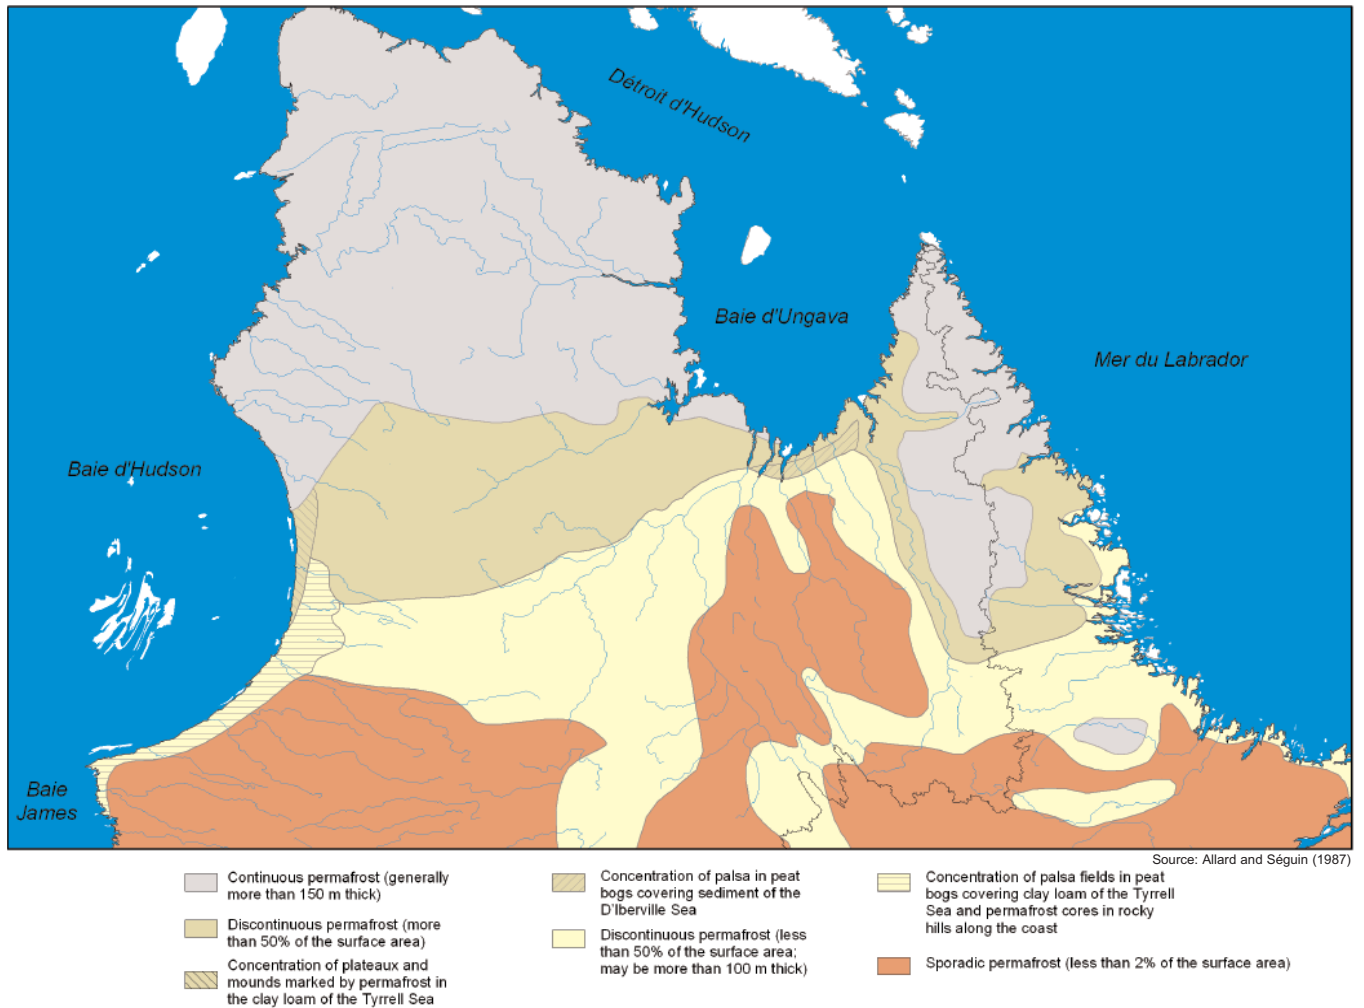 Détroit d'Hudson
Baie d'Ungava
Mer du Labrador
Baie d'Hudson
Baie
James
Source: Allard and Séguin (1987)
Continuous permafrost (generally
more than 150 m thick)
Discontinuous permafrost (more
than 50% of the surface area)
Concentration of plateaux and
mounds marked by permafrost in
the clay loam of the Tyrrell Sea
Concentration of palsa in peat
bogs covering sediment of the
D'Iberville Sea
Discontinuous permafrost (less
than 50% of the surface area;
may be more than 100 m thick)
Concentration of palsa fields in peat
bogs covering clay loam of the Tyrrell
Sea and permafrost cores in rocky
hills along the coast
Sporadic permafrost (less than 2% of the surface area)